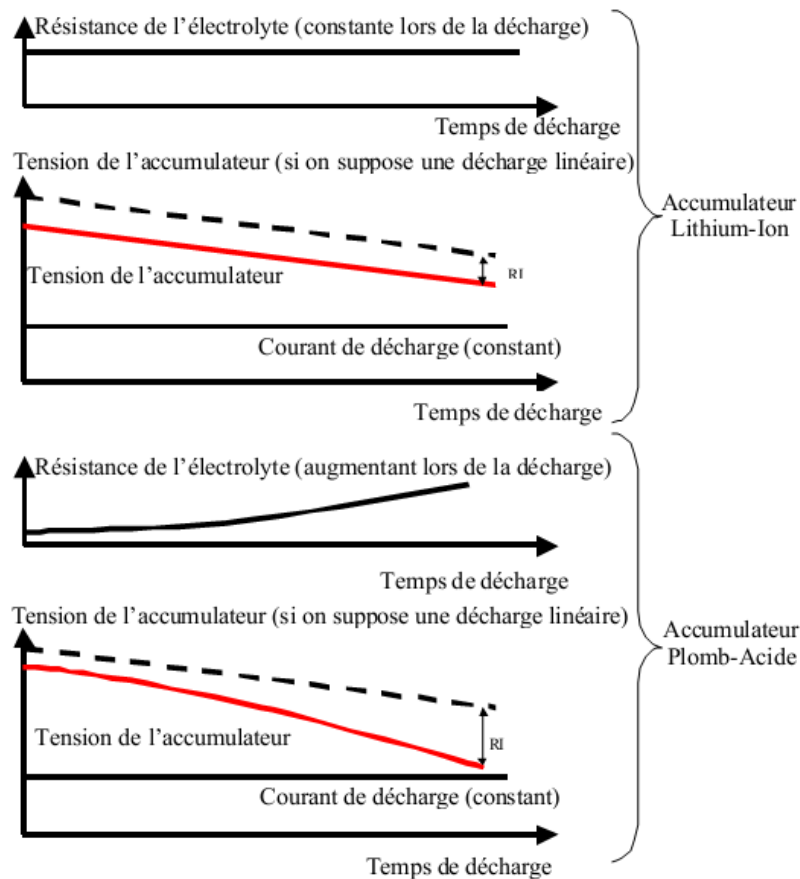 Résistance de l'électrolyte (constante lors de la décharge)
Temps de décharge
Tension de l'accumulateur (si on suppose une décharge linéaire)
Tension de l'accumulateur
RI
Courant de décharge (constant)
Temps de décharge
Accumulateur
Lithium-Ion
Résistance de l'électrolyte (augmentant lors de la décharge)
Temps de décharge
Tension de l'accumulateur (si on suppose une décharge linéaire)
Tension de l'accumulateur
RI
Courant de décharge (constant)
Temps de décharge
Accumulateur
Plomb-Acide